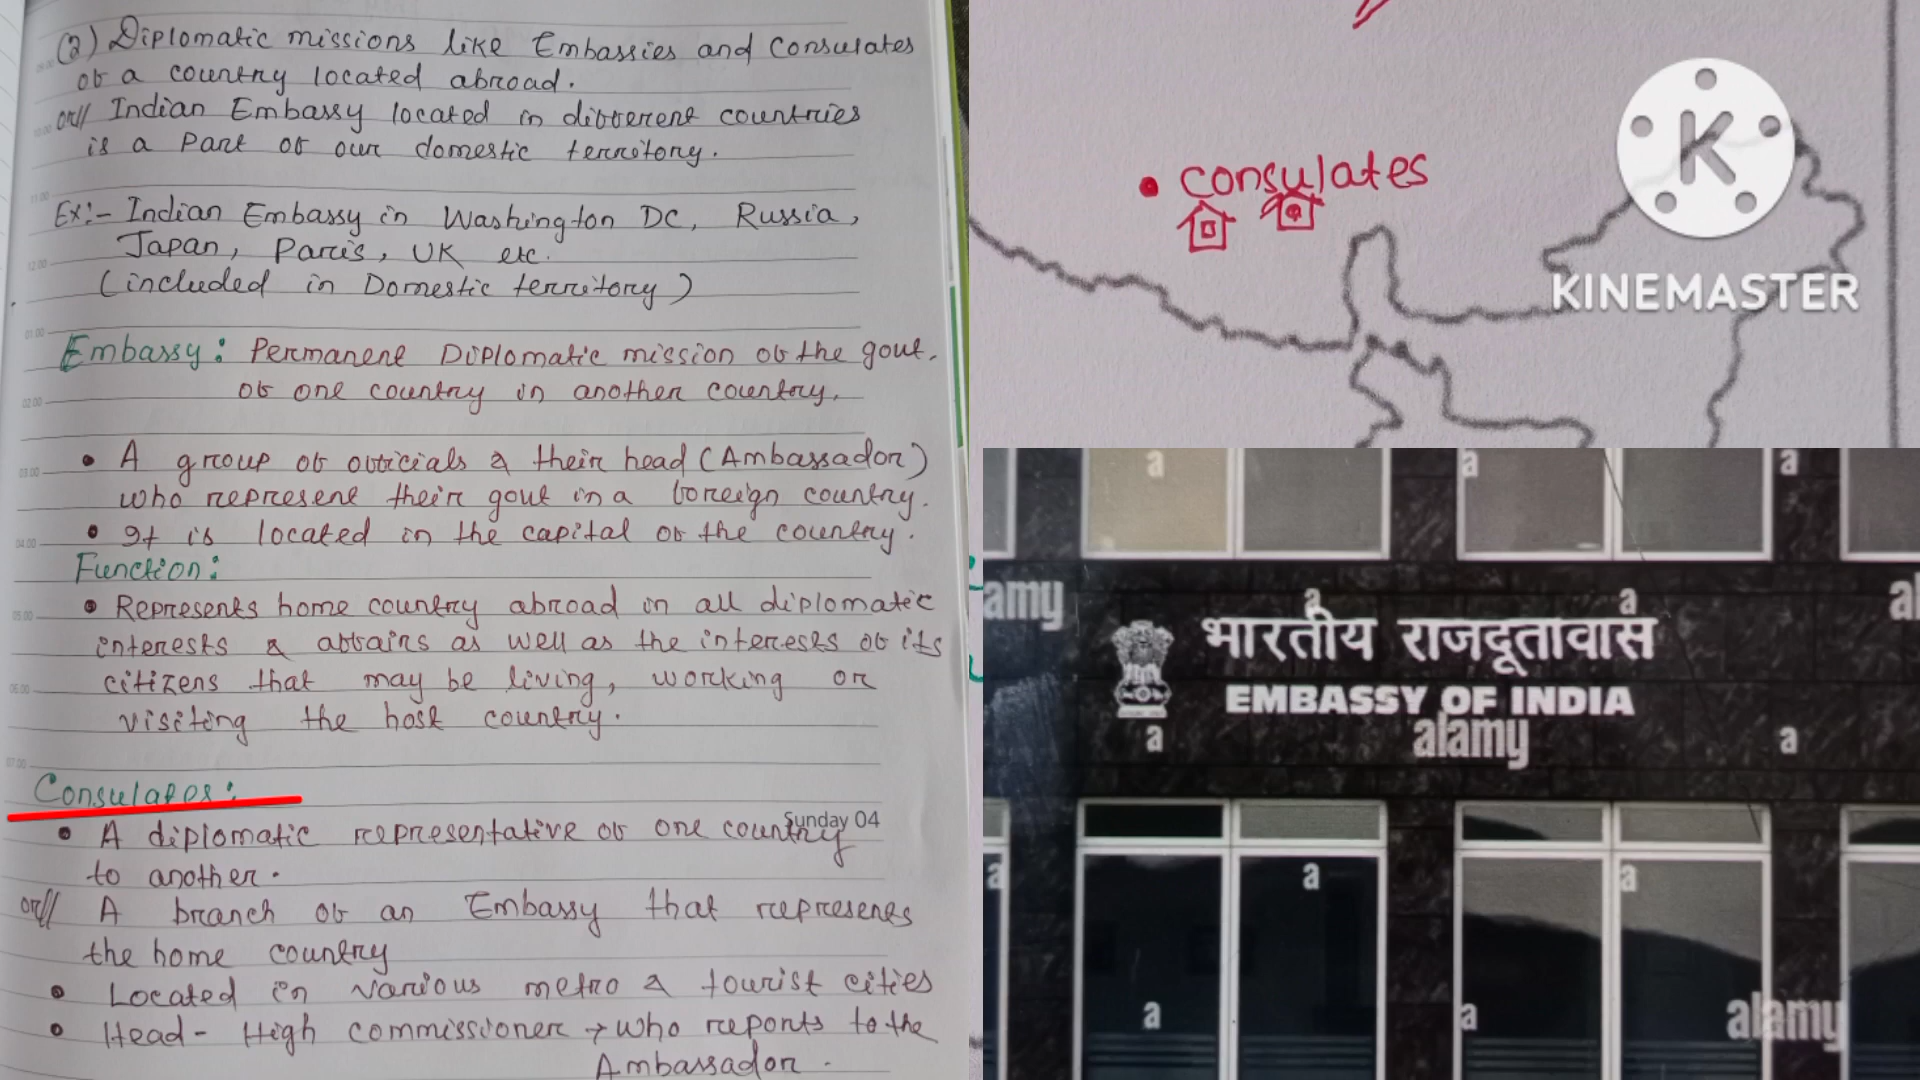 (2) Diplomatic missions like Embassies and Consulates
of a country located abroad.
or// Indian Embassy located in different countries
is a Part of our domestic territory.
Ex:- Indian Embassy in Washington DC, Russia,
Japan, Paris, UK etc.
(included in Domestic territory)
Embassy: Permanent Diplomatic mission of the govt.
of one country in another country.
• A group of officials & their head (Ambassador)
who represent their govt in a foreign country.
• It is located in the capital of the country.
Function:
• Represents home country abroad in all diplomatic
interests & affairs as well as the interests of its
citizens that may be living, working or
visiting the host country.
Consulates:
Sunday 04
• A diplomatic representative of one country
to another.
or// A branch of an Embassy that represents
the home country
• Located in various metro & tourist cities
• Head - High commissioner → who reports to the
Ambassador.
• consulates
K
KINEMASTER
भारतीय राजदूतावास
EMBASSY OF INDIA
alamy
alamy
alamy